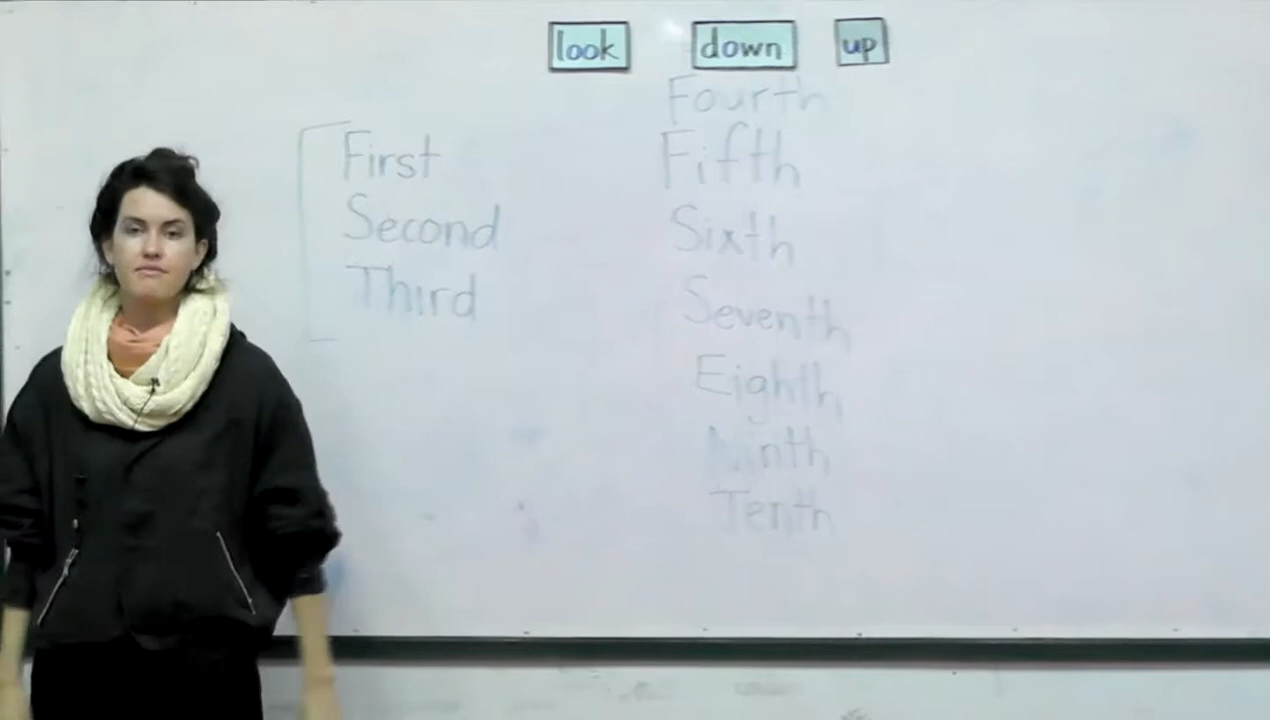 look down up
First
Second
Third
Fourth
Fifth
Sixth
Seventh
Eighth
Ninth
Tenth